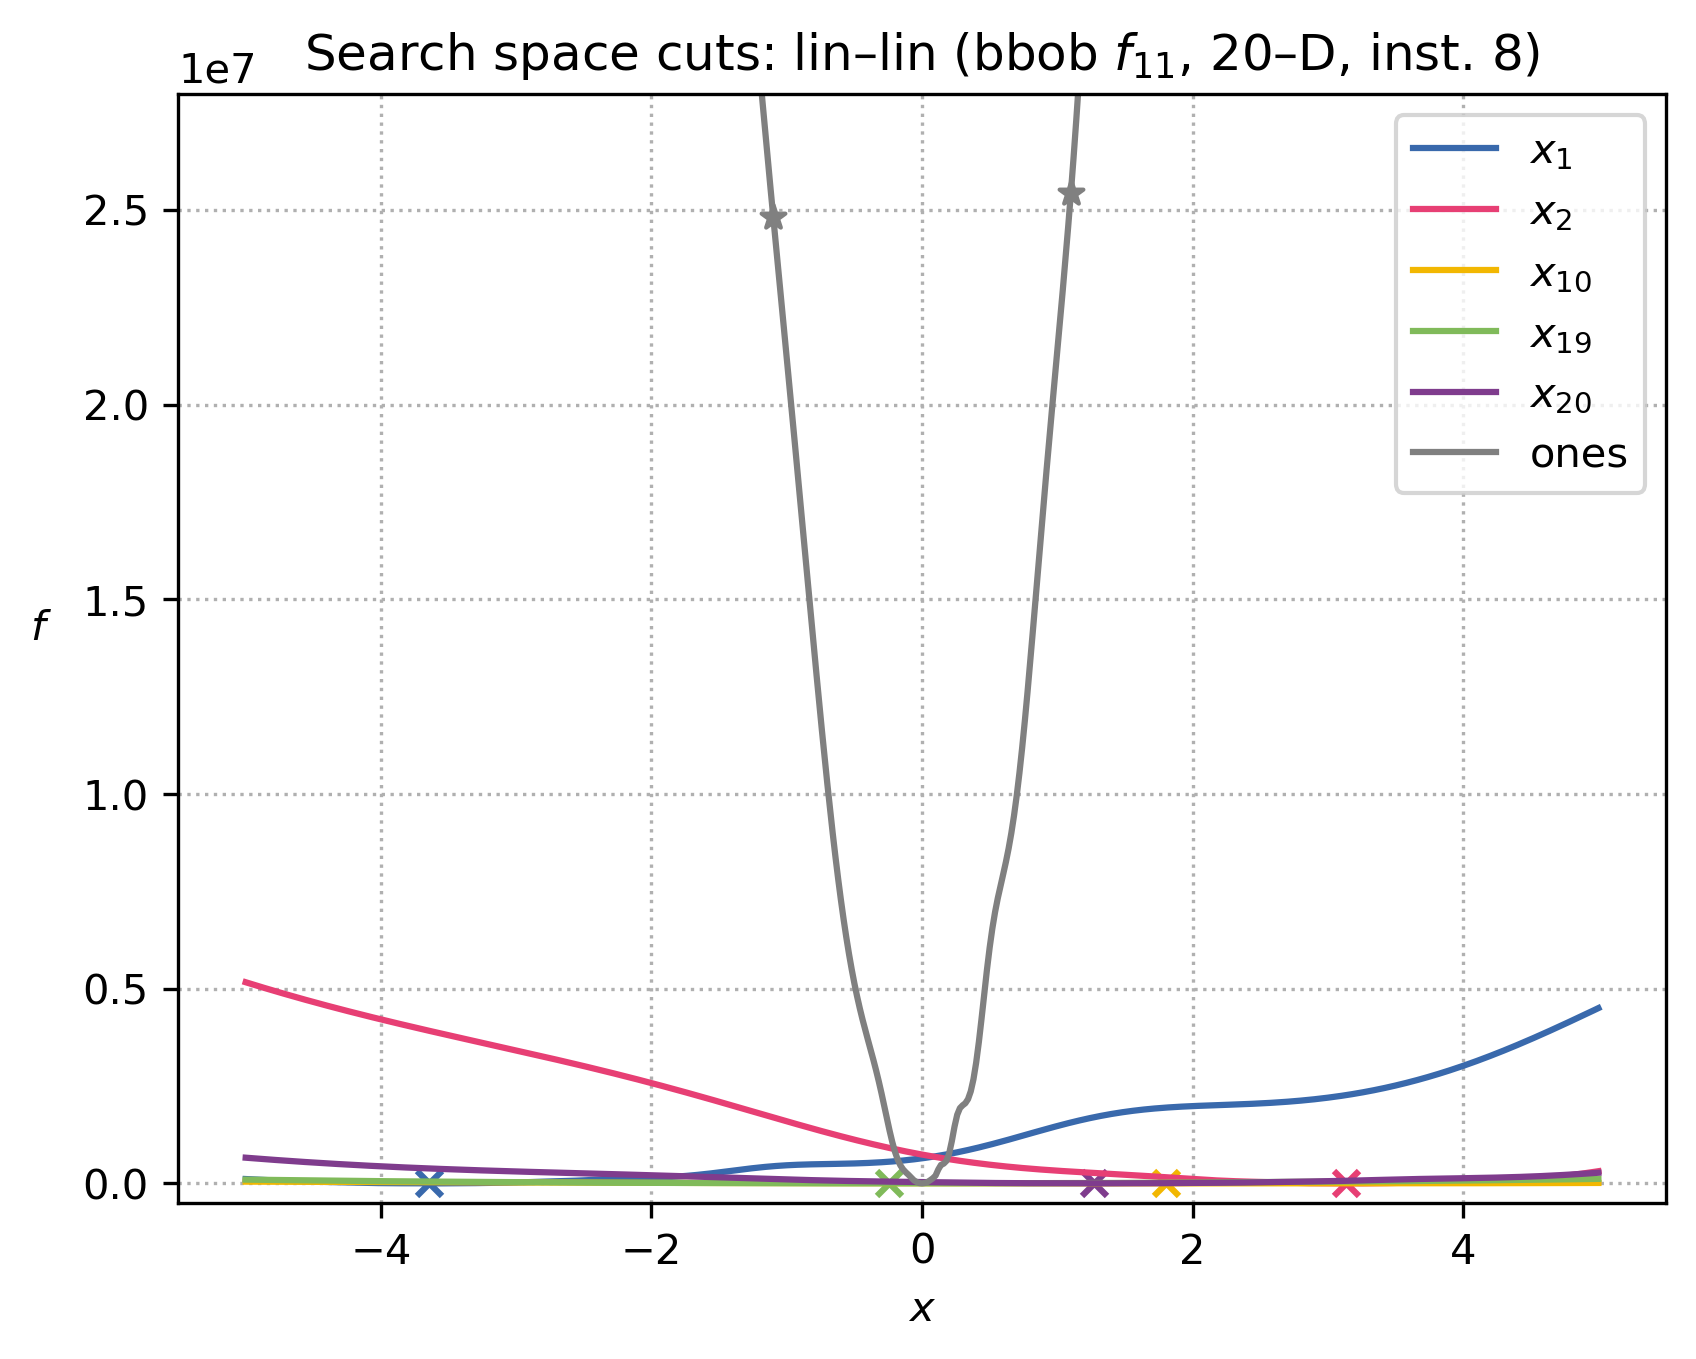 Search space cuts: lin–lin (bbob f₁₁, 20–D, inst. 8)
1e7
2.5
2.0
1.5
1.0
0.5
0.0
f
−4
−2
0
2
4
x
x₁
x₂
x₁₀
x₁₉
x₂₀
ones